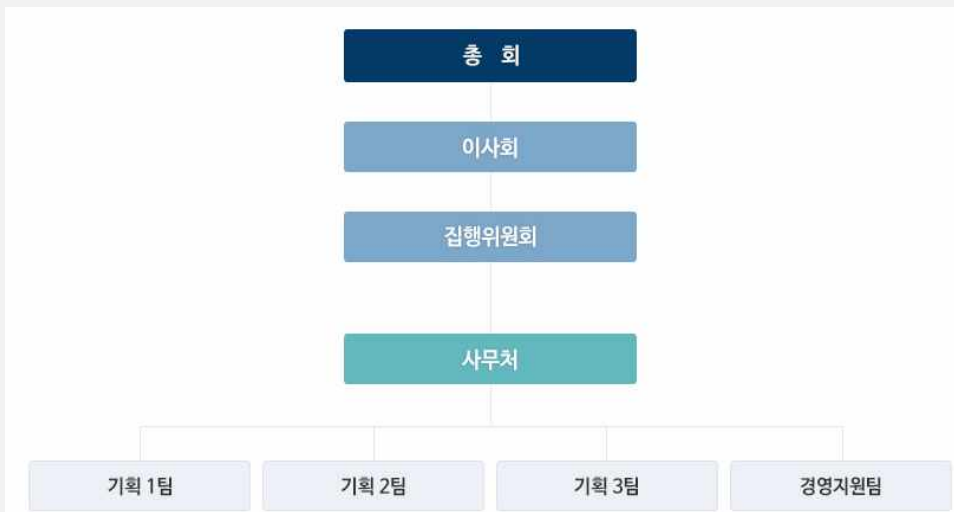 총 회
이사회
집행위원회
사무처
기획 1팀 기획 2팀 기획 3팀 경영지원팀